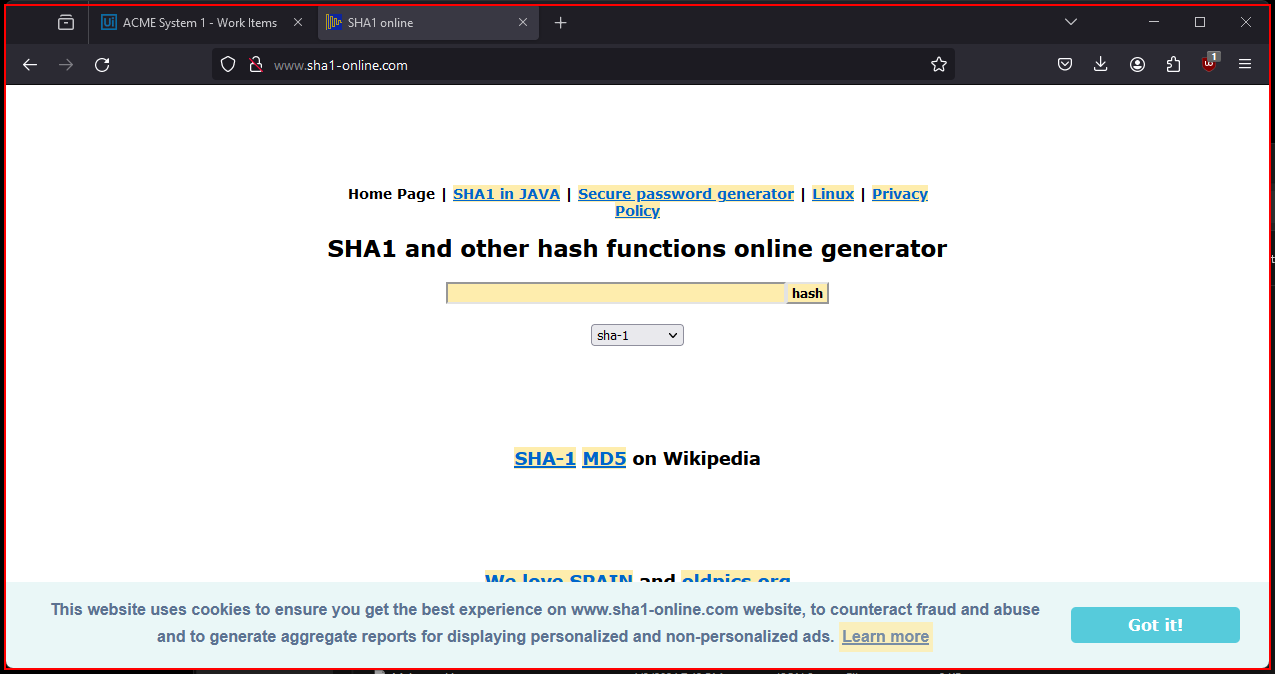 ACME System 1 - Work Items
SHA1 online
www.sha1-online.com
1
Home Page | SHA1 in JAVA | Secure password generator | Linux | Privacy
Policy
SHA1 and other hash functions online generator
hash
sha-1
SHA-1 MD5 on Wikipedia
We love SPAIN and oldpics.org
This website uses cookies to ensure you get the best experience on www.sha1-online.com website, to counteract fraud and abuse
and to generate aggregate reports for displaying personalized and non-personalized ads. Learn more
Got it!